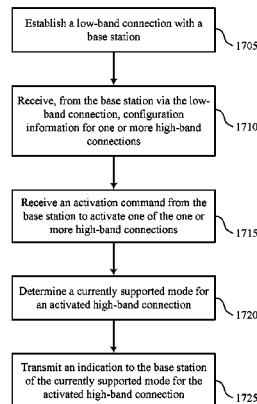 Establish a low-band connection with a
base station
1705
Receive, from the base station via the low-
band connection, configuration
information for one or more high-band
connections
1710
Receive an activation command from the
base station to activate one of the one or
more high-band connections
1715
Determine a currently supported mode for
an activated high-band connection
1720
Transmit an indication to the base station
of the currently supported mode for the
activated high-band connection
1725